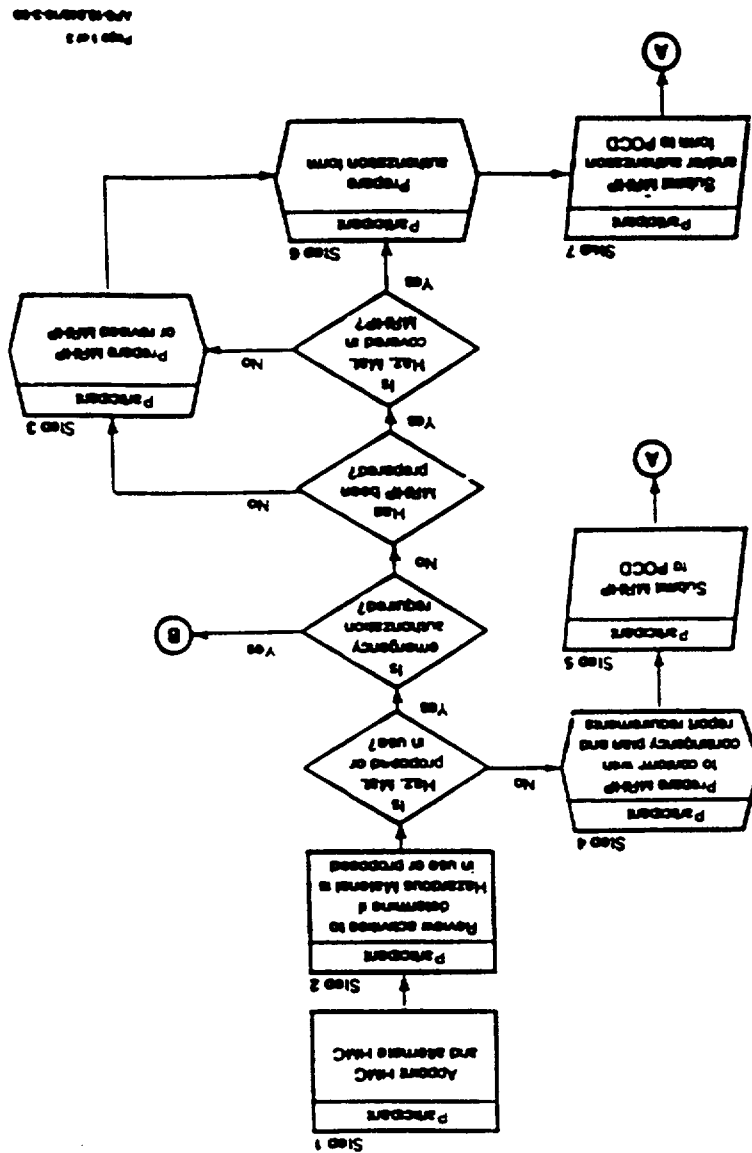 Step 1
Participant
Appoint HMC
and alternate HMC
Step 2
Participant
Review activities to
determine if
Hazardous Material is
in use or proposed
Is
Haz. Mat.
proposed or
in use?
No
Yes
Step 4
Participant
Prepare MRHP
to conform with
contingency plan and
report requirements
Step 5
Participant
Submit MRHP
to POCD
A
Is
emergency
authorization
required?
Yes
B
No
Has
MRHP been
prepared?
No
Yes
Step 3
Participant
Prepare MRHP
or revised MRHP
Is
Haz. Mat.
covered in
MRHP?
No
Yes
Step 6
Participant
Prepare
authorization form
Step 7
Participant
Submit MRHP
and/or authorization
form to POCD
A
Page 1 of 3